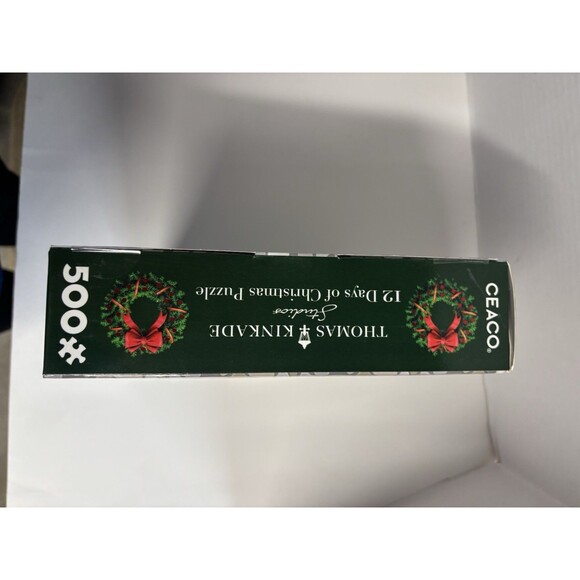 THOMAS KINKADE
Studios
12 Days of Christmas Puzzle
CEACO®
500